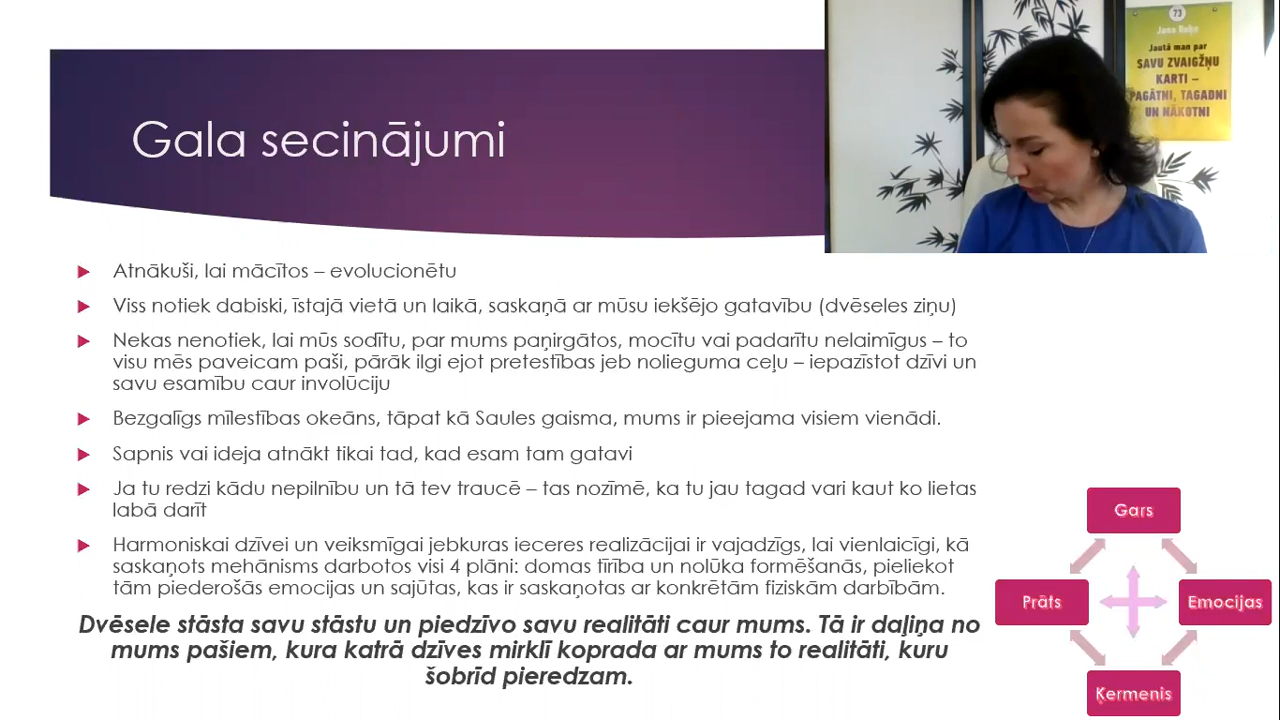 Gala secinājumi
73
Jautā man par
SAVU ZVAIGŽŅU
KARTI –
PAGĀTNI, TAGADNI
UN NĀKOTNI
Atnākuši, lai mācītos – evolucionētu
Viss notiek dabiski, īstajā vietā un laikā, saskaņā ar mūsu iekšējo gatavību (dvēseles ziņu)
Nekas nenotiek, lai mūs sodītu, par mums paņirgātos, mocītu vai padarītu nelaimīgus – to
visu mēs paveicam paši, pārāk ilgi ejot pretestības jeb nolieguma ceļu – iepazīstot dzīvi un
savu esamību caur involūciju
Bezgalīgs mīlestības okeāns, tāpat kā Saules gaisma, mums ir pieejama visiem vienādi.
Sapnis vai ideja atnākt tikai tad, kad esam tam gatavi
Ja tu redzi kādu nepilnību un tā tev traucē – tas nozīmē, ka tu jau tagad vari kaut ko lietas
labā darīt
Harmoniskai dzīvei un veiksmīgai jebkuras ieceres realizācijai ir vajadzīgs, lai vienlaicīgi, kā
saskaņots mehānisms darbotos visi 4 plāni: domas tīrība un nolūka formēšanās, pieliekot
tām piederošās emocijas un sajūtas, kas ir saskaņotas ar konkrētām fiziskām darbībām.
Dvēsele stāsta savu stāstu un piedzīvo savu realitāti caur mums. Tā ir daļiņa no
mums pašiem, kura katrā dzīves mirklī koprada ar mums to realitāti, kuru
šobrīd pieredzam.
Gars
Prāts
Emocijas
Ķermenis